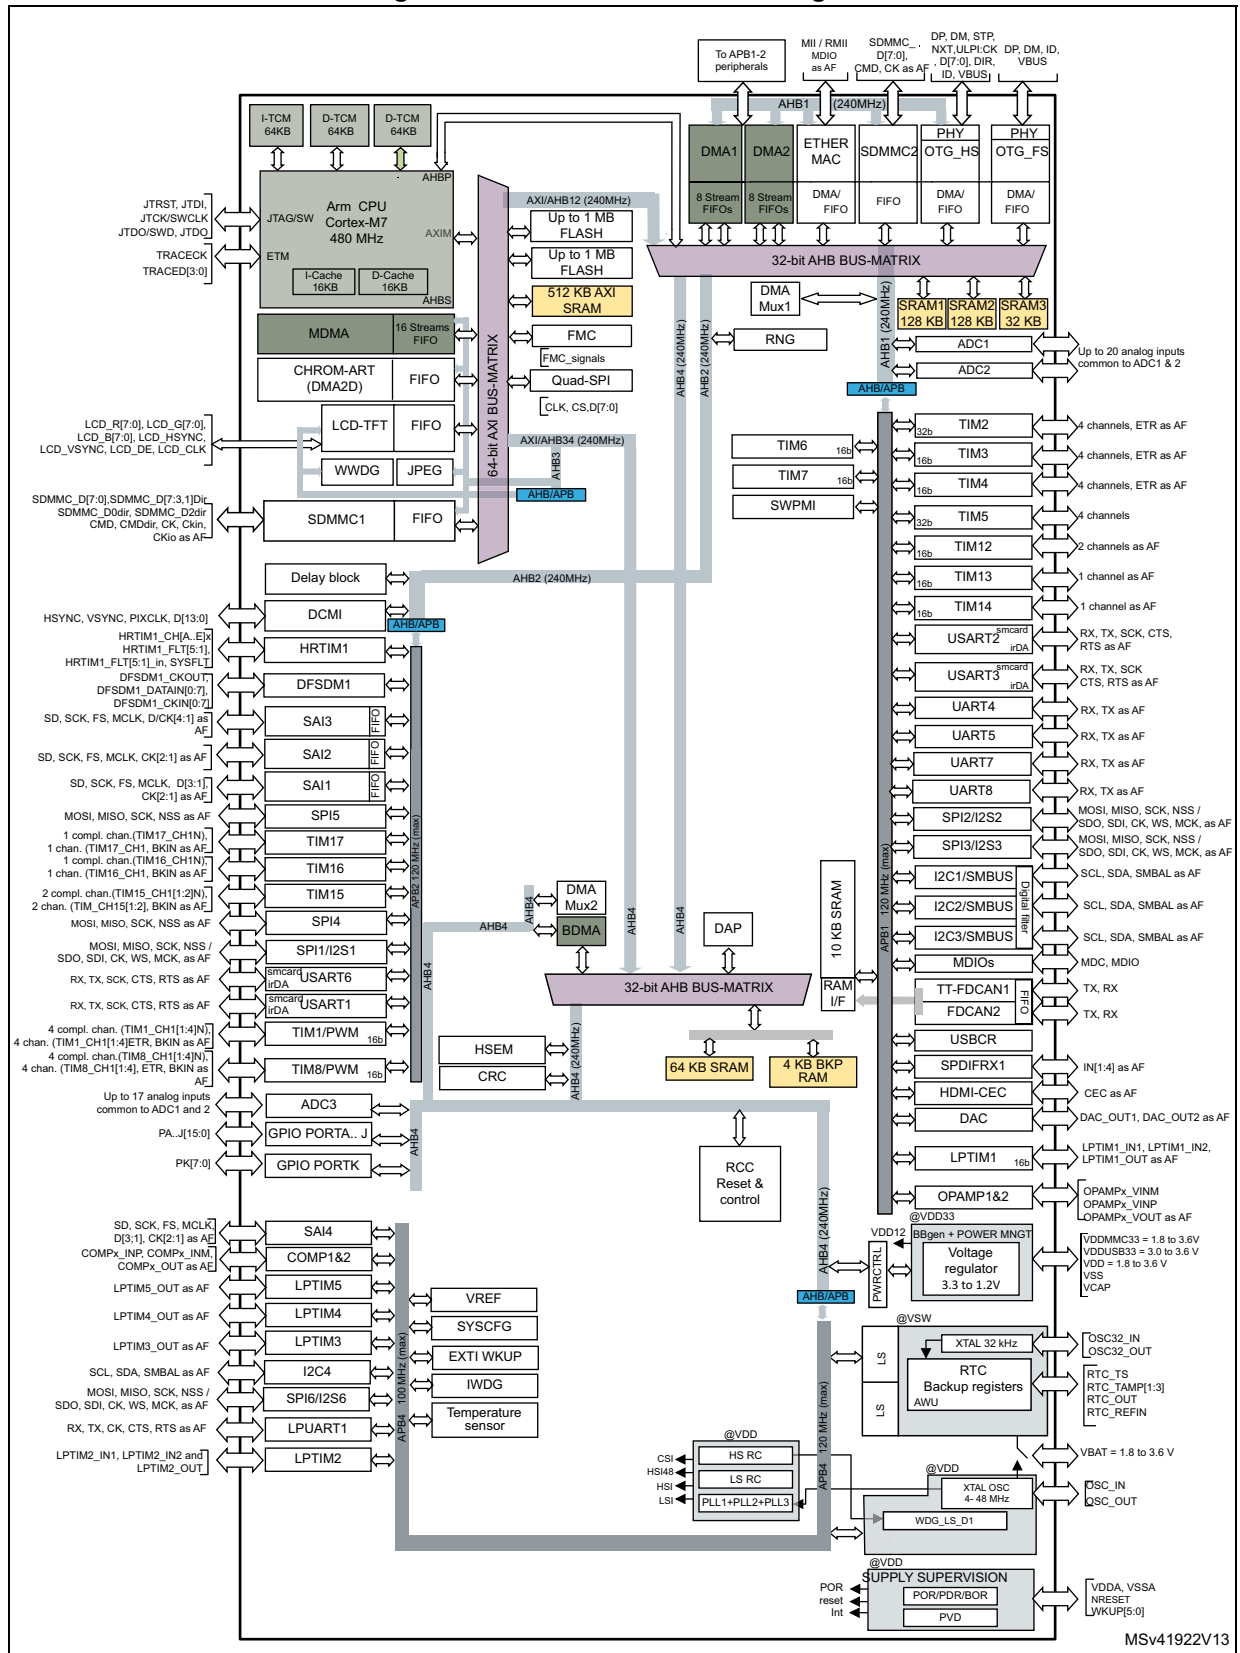 To APB1-2
peripherals
MII / RMII
MDIO
as AF
SDMMC_
D[7:0],
CMD, CK as AF
DP, DM, STP,
NXT,ULPI:CK
, D[7:0], DIR,
ID, VBUS
DP, DM, ID,
VBUS
AHB1 (240MHz)
I-TCM
64KB
D-TCM
64KB
D-TCM
64KB
AHBP
Arm CPU
Cortex-M7
480 MHz
JTAG/SW
ETM
AXIM
I-Cache
16KB
D-Cache
16KB
AHBS
JTRST, JTDI,
JTCK/SWCLK
JTDO/SWD, JTDO
TRACECK
TRACED[3:0]
DMA1
8 Stream
FIFOs
DMA2
8 Stream
FIFOs
ETHER
MAC
DMA/
FIFO
SDMMC2
FIFO
PHY
OTG_HS
DMA/
FIFO
PHY
OTG_FS
DMA/
FIFO
AXI/AHB12 (240MHz)
Up to 1 MB
FLASH
Up to 1 MB
FLASH
512 KB AXI
SRAM
FMC
FMC_signals
Quad-SPI
CLK, CS,D[7:0]
64-bit AXI BUS-MATRIX
32-bit AHB BUS-MATRIX
DMA
Mux1
RNG
AHB4 (240MHz)
AHB2 (240MHz)
AHB1 (240MHz)
SRAM1
128 KB
SRAM2
128 KB
SRAM3
32 KB
ADC1
ADC2
Up to 20 analog inputs
common to ADC1 & 2
AHB/APB
MDMA
16 Streams
FIFO
CHROM-ART
(DMA2D)
FIFO
LCD-TFT
FIFO
WWDG
JPEG
SDMMC1
FIFO
LCD_R[7:0], LCD_G[7:0],
LCD_B[7:0], LCD_HSYNC,
LCD_VSYNC, LCD_DE, LCD_CLK
SDMMC_D[7:0],SDMMC_D[7:3,1]Dir
SDMMC_D0dir, SDMMC_D2dir
CMD, CMDdir, CK, Ckin,
CKio as AF
AXI/AHB34 (240MHz)
AHB3
AHB/APB
TIM6
16b
TIM7
16b
SWPMI
TIM2
32b
4 channels, ETR as AF
TIM3
16b
4 channels, ETR as AF
TIM4
16b
4 channels, ETR as AF
TIM5
32b
4 channels
TIM12
16b
2 channels as AF
TIM13
16b
1 channel as AF
TIM14
16b
1 channel as AF
USART2
smcard
irDA
RX, TX, SCK, CTS,
RTS as AF
USART3
smcard
irDA
RX, TX, SCK
CTS, RTS as AF
UART4
RX, TX as AF
UART5
RX, TX as AF
UART7
RX, TX as AF
UART8
RX, TX as AF
SPI2/I2S2
MOSI, MISO, SCK, NSS /
SDO, SDI, CK, WS, MCK, as AF
SPI3/I2S3
MOSI, MISO, SCK, NSS /
SDO, SDI, CK, WS, MCK, as AF
I2C1/SMBUS
SCL, SDA, SMBAL as AF
I2C2/SMBUS
SCL, SDA, SMBAL as AF
I2C3/SMBUS
SCL, SDA, SMBAL as AF
Digital filter
MDIOs
MDC, MDIO
TT-FDCAN1
TX, RX
FDCAN2
TX, RX
FIFO
USBCR
SPDIFRX1
IN[1:4] as AF
HDMI-CEC
CEC as AF
DAC
DAC_OUT1, DAC_OUT2 as AF
LPTIM1
16b
LPTIM1_IN1, LPTIM1_IN2,
LPTIM1_OUT as AF
OPAMP1&2
OPAMPx_VINM
OPAMPx_VINP
OPAMPx_VOUT as AF
APB1 120 MHz (max)
10 KB SRAM
RAM
I/F
AHB2 (240MHz)
Delay block
DCMI
HSYNC, VSYNC, PIXCLK, D[13:0]
AHB/APB
HRTIM1
HRTIM1_CH[A..E]x
HRTIM1_FLT[5:1],
HRTIM1_FLT[5:1]_in, SYSFLT
DFSDM1
DFSDM1_CKOUT,
DFSDM1_DATAIN[0:7],
DFSDM1_CKIN[0:7]
SAI3
FIFO
SD, SCK, FS, MCLK, D/CK[4:1] as
AF
SAI2
FIFO
SD, SCK, FS, MCLK, CK[2:1] as AF
SAI1
FIFO
SD, SCK, FS, MCLK, D[3:1],
CK[2:1] as AF
SPI5
MOSI, MISO, SCK, NSS as AF
TIM17
1 compl. chan.(TIM17_CH1N),
1 chan. (TIM17_CH1, BKIN as AF
TIM16
1 compl. chan.(TIM16_CH1N),
1 chan. (TIM16_CH1, BKIN as AF
TIM15
2 compl. chan.(TIM15_CH1[1:2]N),
2 chan. (TIM_CH15[1:2], BKIN as AF
SPI4
MOSI, MISO, SCK, NSS as AF
SPI1/I2S1
MOSI, MISO, SCK, NSS /
SDO, SDI, CK, WS, MCK, as AF
USART6
smcard
irDA
RX, TX, SCK, CTS, RTS as AF
USART1
smcard
irDA
RX, TX, SCK, CTS, RTS as AF
TIM1/PWM
16b
4 compl. chan. (TIM1_CH1[1:4]N),
4 chan. (TIM1_CH1[1:4]ETR, BKIN as AF
TIM8/PWM
16b
4 compl. chan.(TIM8_CH1[1:4]N),
4 chan. (TIM8_CH1[1:4], ETR, BKIN as
AF
APB2 120 MHz (max)
ADC3
Up to 17 analog inputs
common to ADC1 and 2
GPIO PORTA.. J
PA..J[15:0]
GPIO PORTK
PK[7:0]
AHB4
AHB4
AHB4
AHB4
AHB4
AHB4
DMA
Mux2
BDMA
DAP
32-bit AHB BUS-MATRIX
HSEM
CRC
AHB4 (240MHz)
64 KB SRAM
4 KB BKP
RAM
RCC
Reset &
control
AHB4 (240MHz)
AHB/APB
@VDD33
VDD12
BBgen + POWER MNGT
PWRCTRL
Voltage
regulator
3.3 to 1.2V
VDDMMC33 = 1.8 to 3.6V
VDDUSB33 = 3.0 to 3.6 V
VDD = 1.8 to 3.6 V
VSS
VCAP
@VSW
LS
LS
XTAL 32 kHz
RTC
Backup registers
AWU
OSC32_IN
OSC32_OUT
RTC_TS
RTC_TAMP[1:3]
RTC_OUT
RTC_REFIN
VBAT = 1.8 to 3.6 V
SAI4
SD, SCK, FS, MCLK,
D[3;1], CK[2:1] as AF
COMP1&2
COMPx_INP, COMPx_INM,
COMPx_OUT as AF
LPTIM5
LPTIM5_OUT as AF
LPTIM4
LPTIM4_OUT as AF
LPTIM3
LPTIM3_OUT as AF
I2C4
SCL, SDA, SMBAL as AF
SPI6/I2S6
MOSI, MISO, SCK, NSS /
SDO, SDI, CK, WS, MCK, as AF
LPUART1
RX, TX, CK, CTS, RTS as AF
LPTIM2
LPTIM2_IN1, LPTIM2_IN2 and
LPTIM2_OUT
APB4 100 MHz (max)
VREF
SYSCFG
EXTI WKUP
IWDG
Temperature
sensor
APB4 120 MHz (max)
@VDD
HS RC
LS RC
PLL1+PLL2+PLL3
CSI
HSI48
HSI
LSI
@VDD
XTAL OSC
4- 48 MHz
WDG_LS_D1
OSC_IN
OSC_OUT
@VDD
SUPPLY SUPERVISION
POR/PDR/BOR
PVD
POR
reset
Int
VDDA, VSSA
NRESET
WKUP[5:0]
MSv41922V13